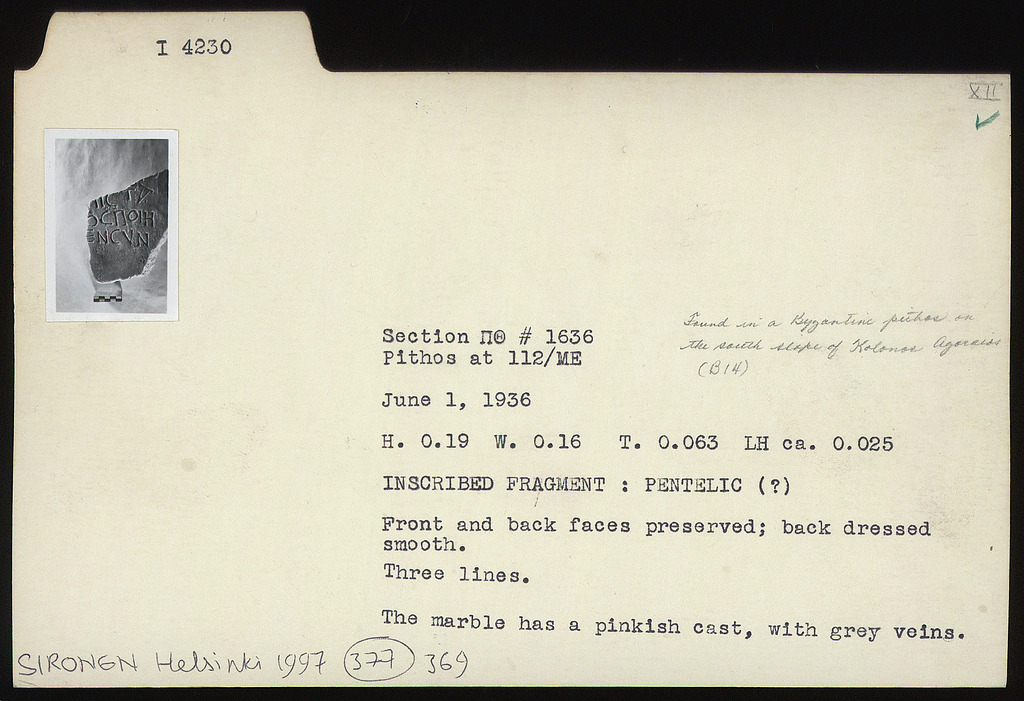 I 4230
XII
ΟCΠΟΙΗ
ΕΝCVΝ
Section ΠΘ # 1636
Pithos at 112/ME
Found in a Byzantine pithos on
the south slope of Kolonos Agoraios
(B14)
June 1, 1936
H. 0.19 W. 0.16 T. 0.063 LH ca. 0.025
INSCRIBED FRAGMENT : PENTELIC (?)
Front and back faces preserved; back dressed
smooth.
Three lines.
The marble has a pinkish cast, with grey veins.
SIRONEN Helsinki 1997 377 369